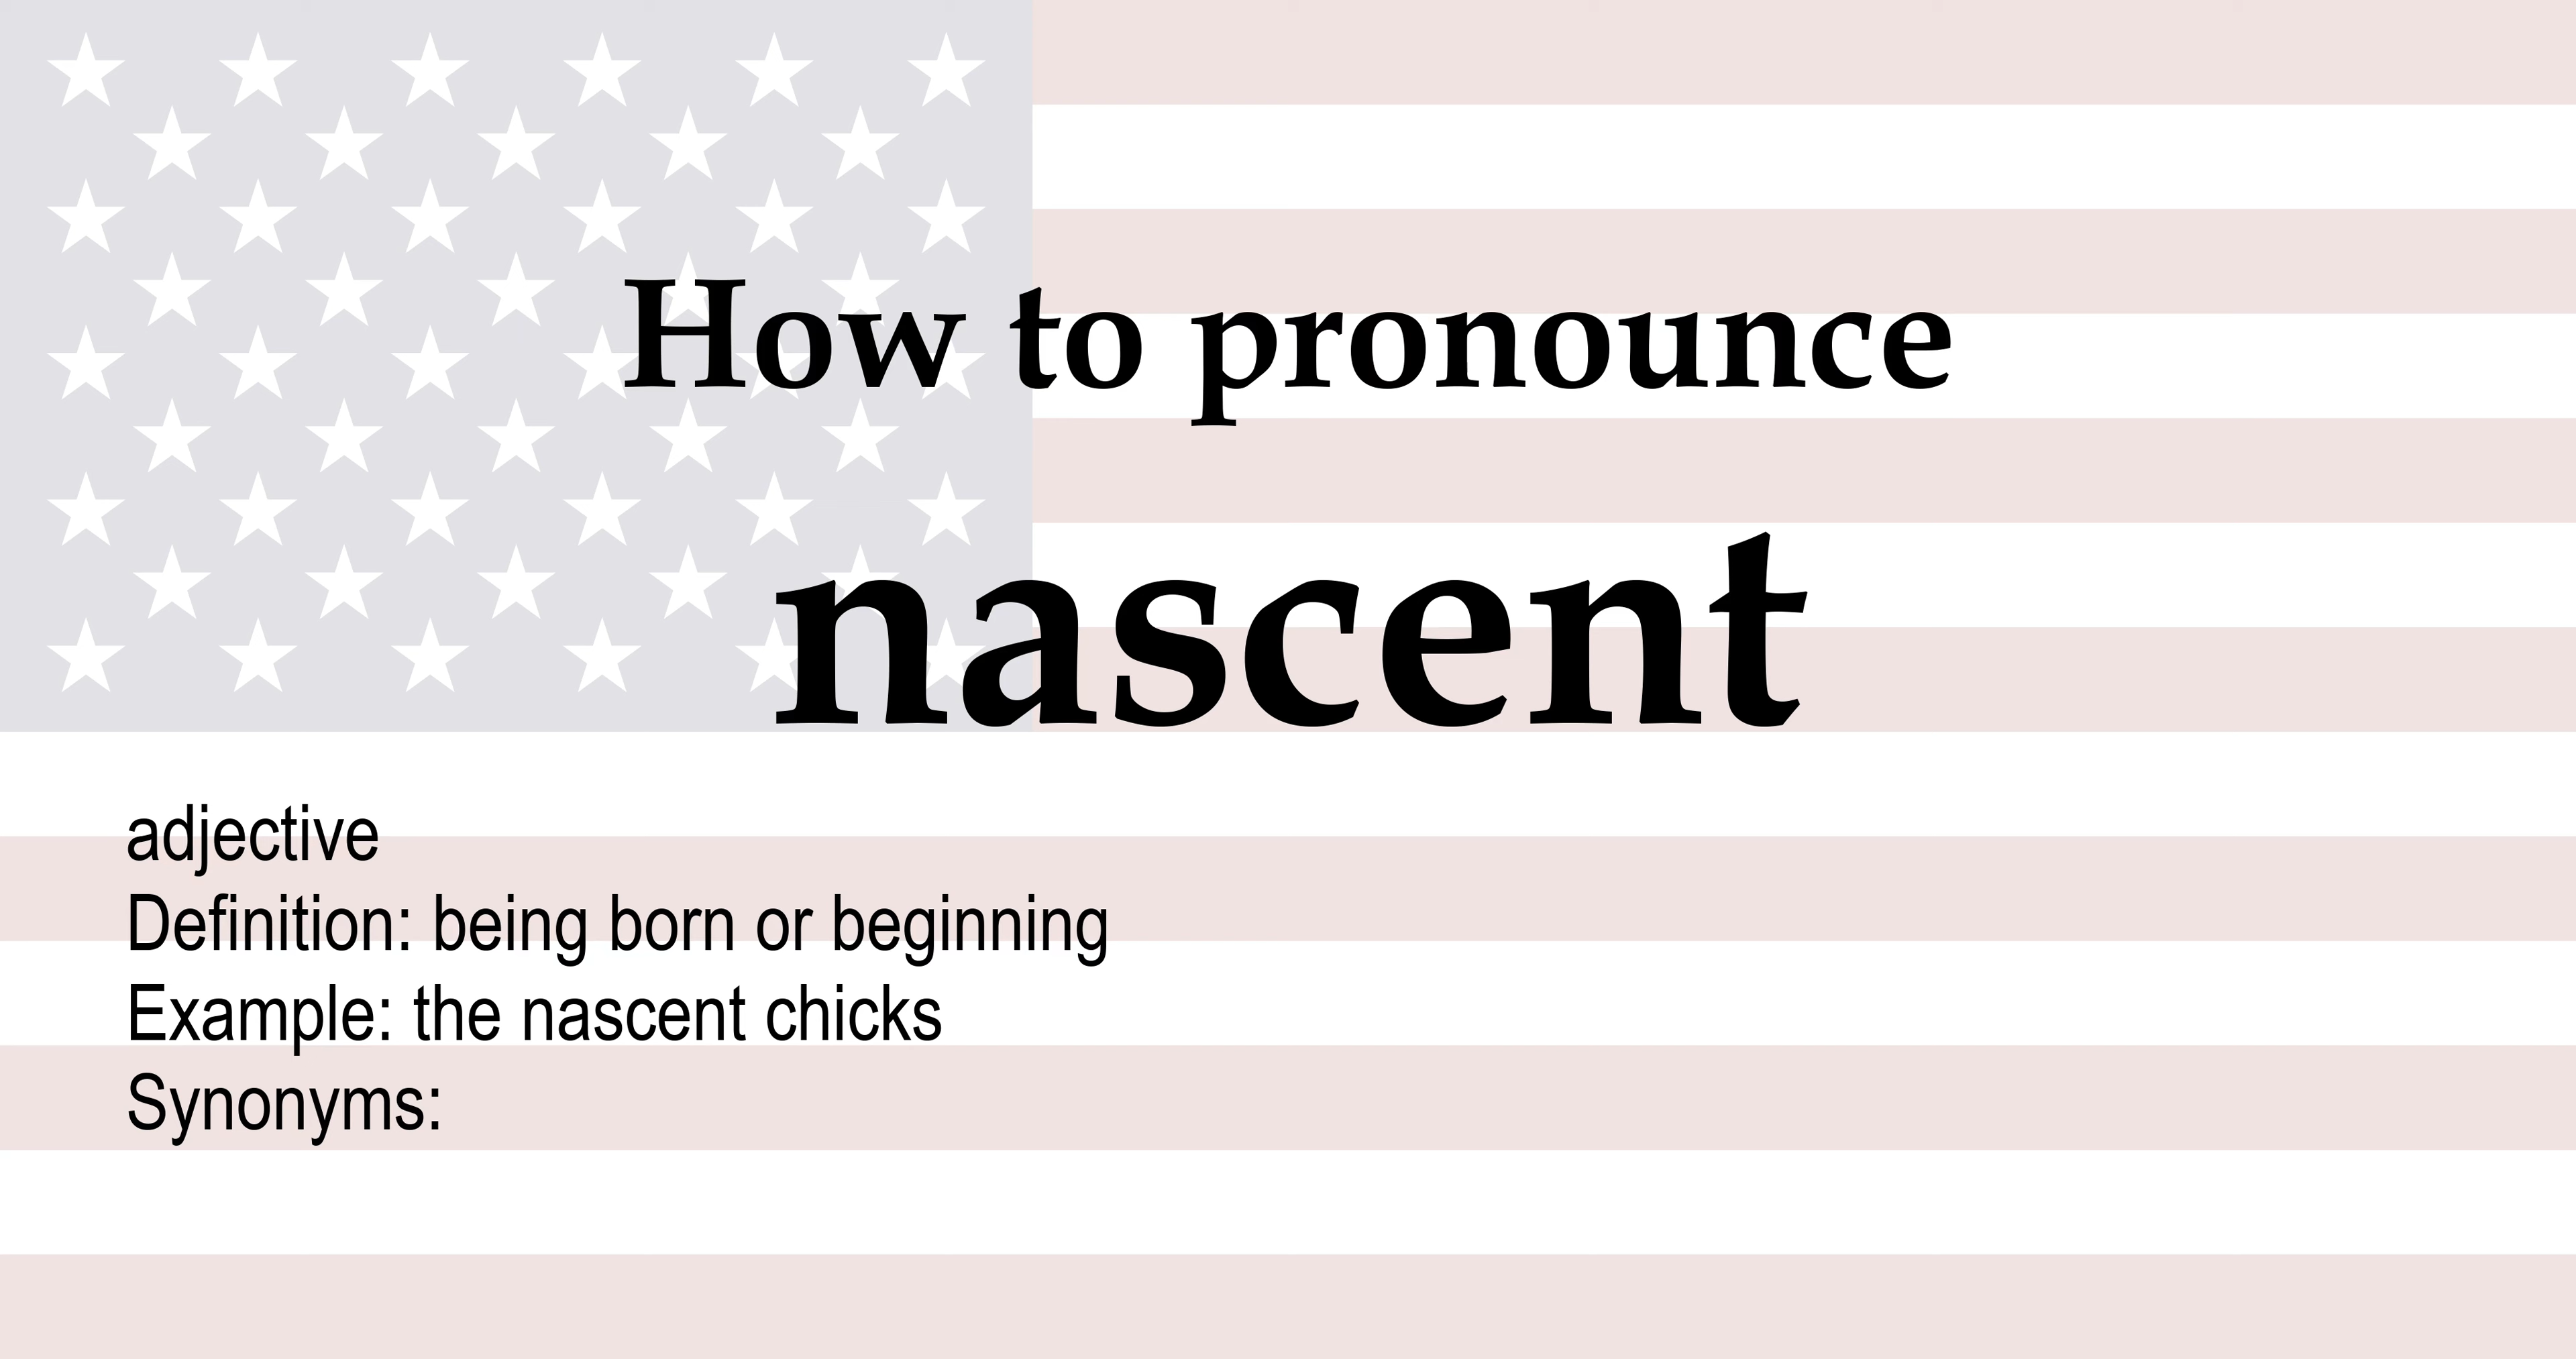 How to pronounce
nascent
adjective
Definition: being born or beginning
Example: the nascent chicks
Synonyms: